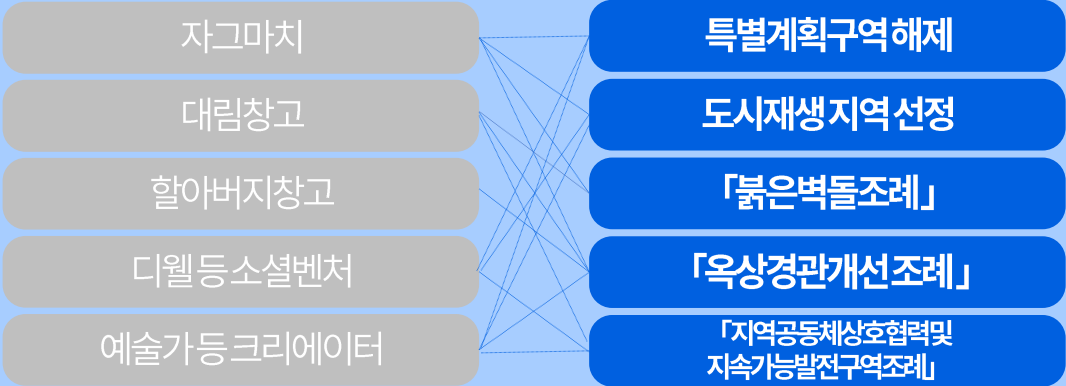 자그마치
특별계획구역 해제
대림창고
도시재생 지역 선정
할아버지창고
「붉은벽돌조례」
디웰 등 소셜벤처
「옥상경관개선 조례」
예술가 등 크리에이터
「지역공동체상호협력및
지속가능발전구역조례」